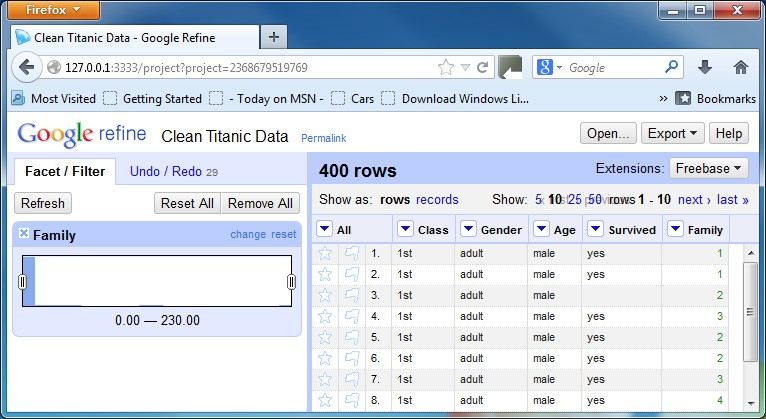 Firefox
Clean Titanic Data - Google Refine
127.0.0.1:3333/project?project=2368679519769
Google
Most Visited Getting Started - Today on MSN - Cars Download Windows Li... » Bookmarks
Google refine Clean Titanic Data Permalink Open... Export Help
Facet / Filter Undo / Redo 29
Refresh Reset All Remove All
Family change reset
0.00 — 230.00
400 rows Extensions: Freebase
Show as: rows records Show: 5 10 25 50 rows 1 - 10 next › last »
All Class Gender Age Survived Family
1. 1st adult male yes 1
2. 1st adult male yes 1
3. 1st adult male 2
4. 1st adult male yes 3
5. 1st adult male yes 2
6. 1st adult male yes 2
7. 1st adult male yes 3
8. 1st adult male yes 4